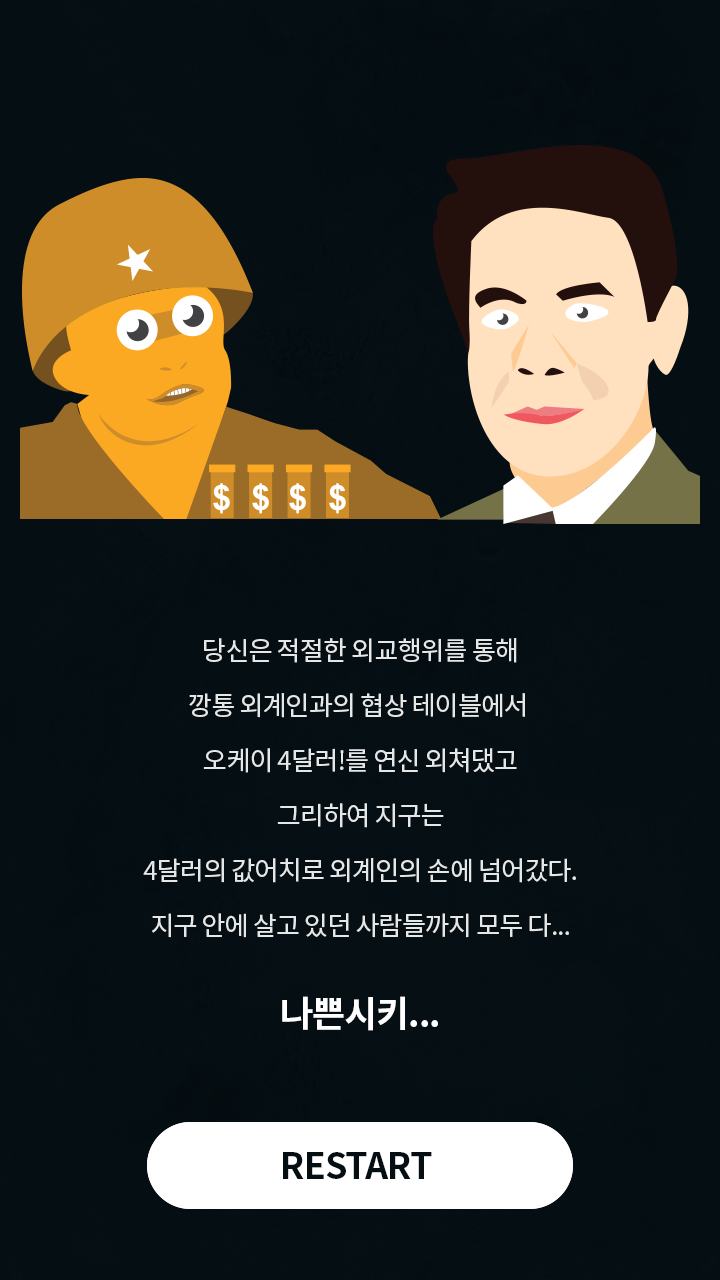 $ $ $ $
당신은 적절한 외교행위를 통해
깡통 외계인과의 협상 테이블에서
오케이 4달러!를 연신 외쳐댔고
그리하여 지구는
4달러의 값어치로 외계인의 손에 넘어갔다.
지구 안에 살고 있던 사람들까지 모두 다...
나쁜시키...
RESTART